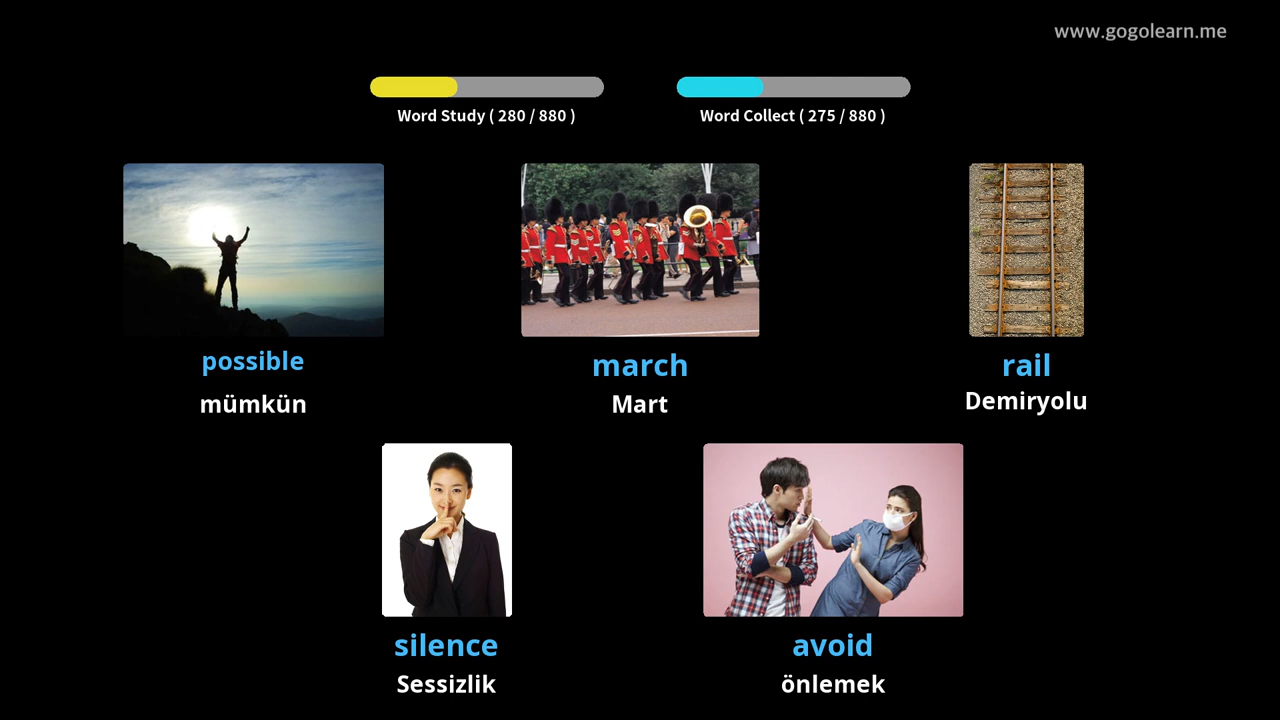 www.gogolearn.me
Word Study ( 280 / 880 )
Word Collect ( 275 / 880 )
possible
mümkün
march
Mart
rail
Demiryolu
silence
Sessizlik
avoid
önlemek